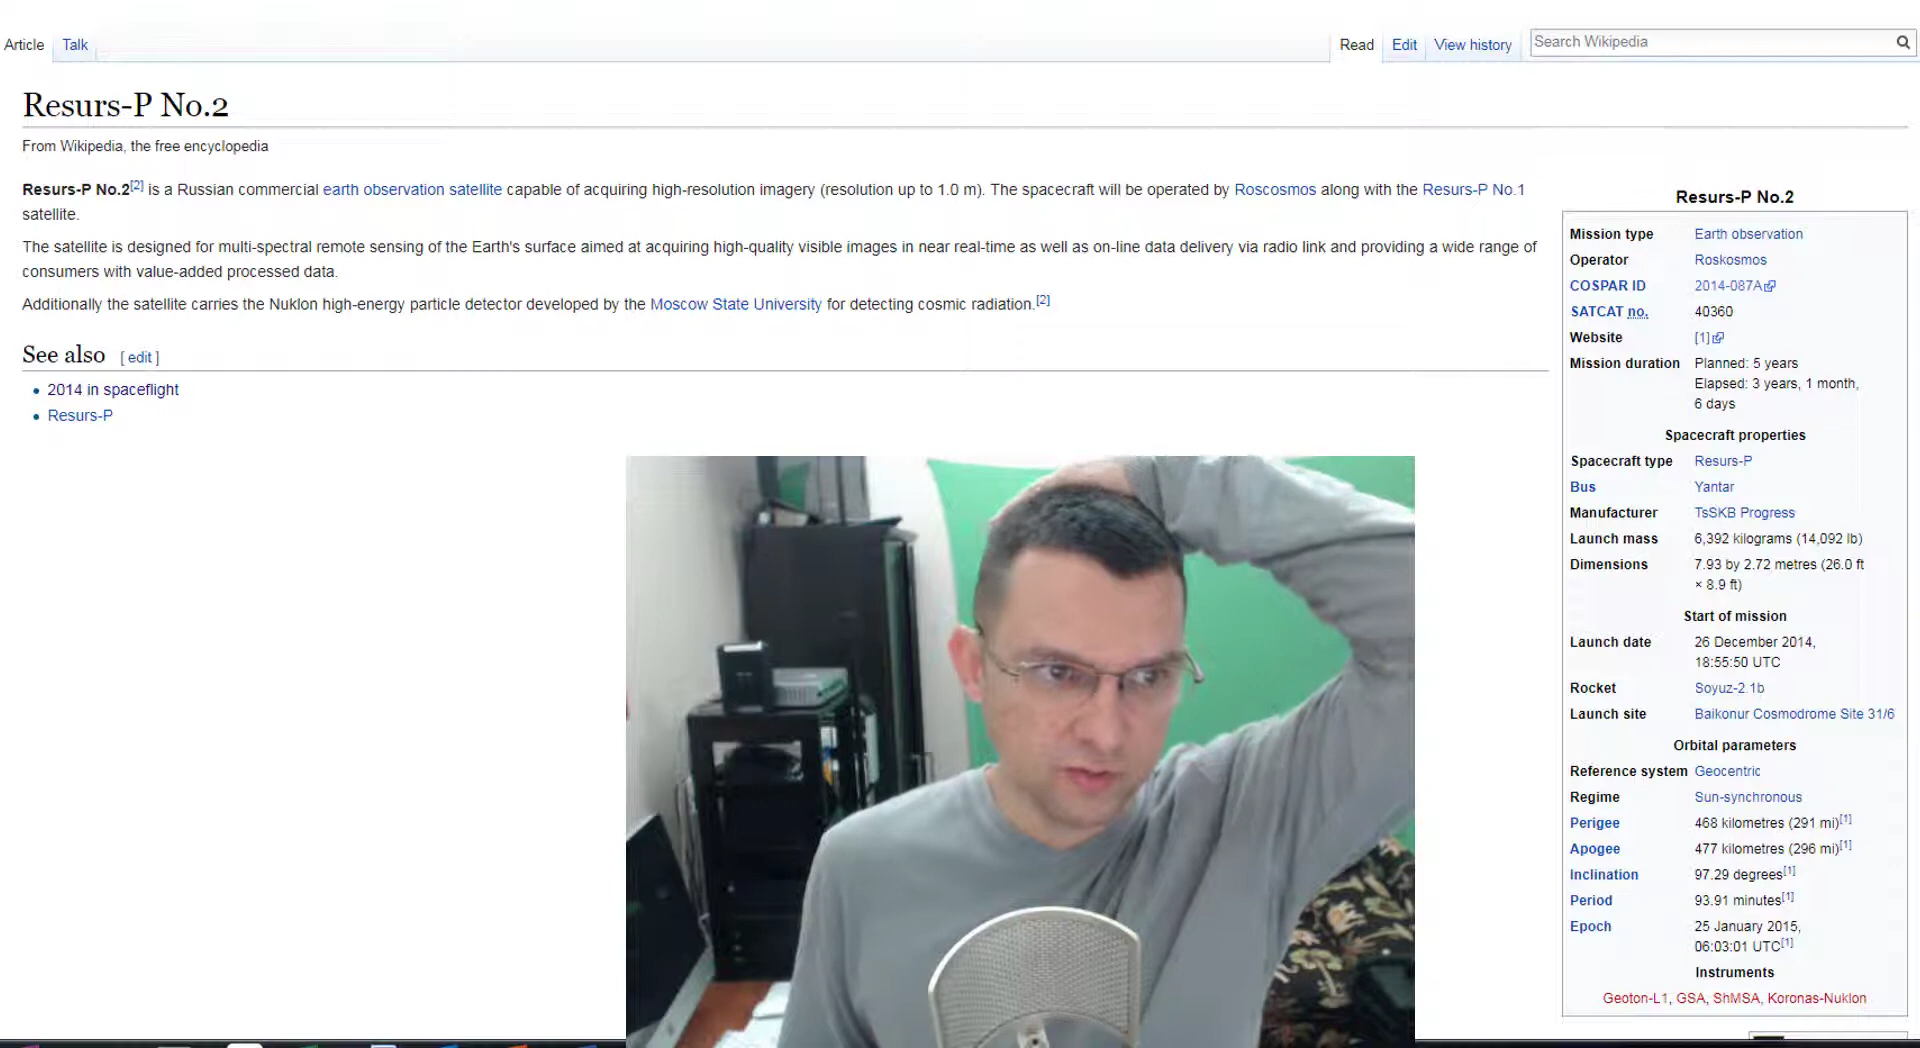 Article Talk Read Edit View history Search Wikipedia
Resurs-P No.2
From Wikipedia, the free encyclopedia
Resurs-P No.2[2] is a Russian commercial earth observation satellite capable of acquiring high-resolution imagery (resolution up to 1.0 m). The spacecraft will be operated by Roscosmos along with the Resurs-P No.1
satellite.
The satellite is designed for multi-spectral remote sensing of the Earth's surface aimed at acquiring high-quality visible images in near real-time as well as on-line data delivery via radio link and providing a wide range of
consumers with value-added processed data.
Additionally the satellite carries the Nuklon high-energy particle detector developed by the Moscow State University for detecting cosmic radiation.[2]
See also [ edit ]
2014 in spaceflight
Resurs-P
Resurs-P No.2
Mission type Earth observation
Operator Roskosmos
COSPAR ID 2014-087A
SATCAT no. 40360
Website [1]
Mission duration Planned: 5 years
Elapsed: 3 years, 1 month,
6 days
Spacecraft properties
Spacecraft type Resurs-P
Bus Yantar
Manufacturer TsSKB Progress
Launch mass 6,392 kilograms (14,092 lb)
Dimensions 7.93 by 2.72 metres (26.0 ft
× 8.9 ft)
Start of mission
Launch date 26 December 2014,
18:55:50 UTC
Rocket Soyuz-2.1b
Launch site Baikonur Cosmodrome Site 31/6
Orbital parameters
Reference system Geocentric
Regime Sun-synchronous
Perigee 468 kilometres (291 mi)[1]
Apogee 477 kilometres (296 mi)[1]
Inclination 97.29 degrees[1]
Period 93.91 minutes[1]
Epoch 25 January 2015,
06:03:01 UTC[1]
Instruments
Geoton-L1, GSA, ShMSA, Koronas-Nuklon